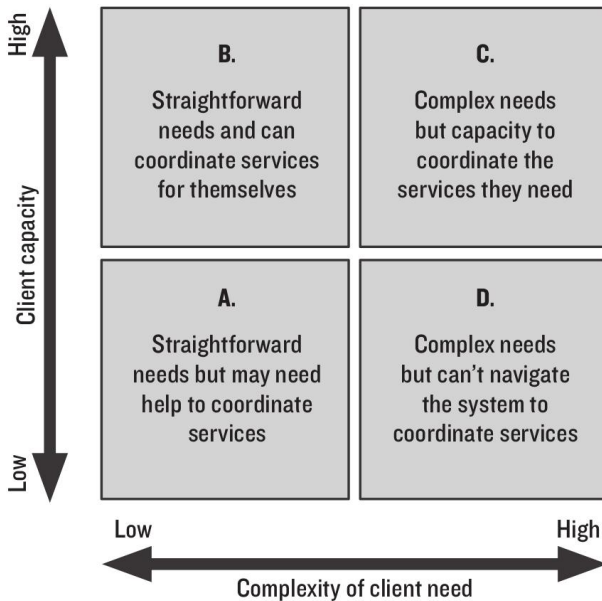 High
Client capacity
Low
B.
Straightforward
needs and can
coordinate services
for themselves
C.
Complex needs
but capacity to
coordinate the
services they need
A.
Straightforward
needs but may need
help to coordinate
services
D.
Complex needs
but can't navigate
the system to
coordinate services
Low
High
Complexity of client need